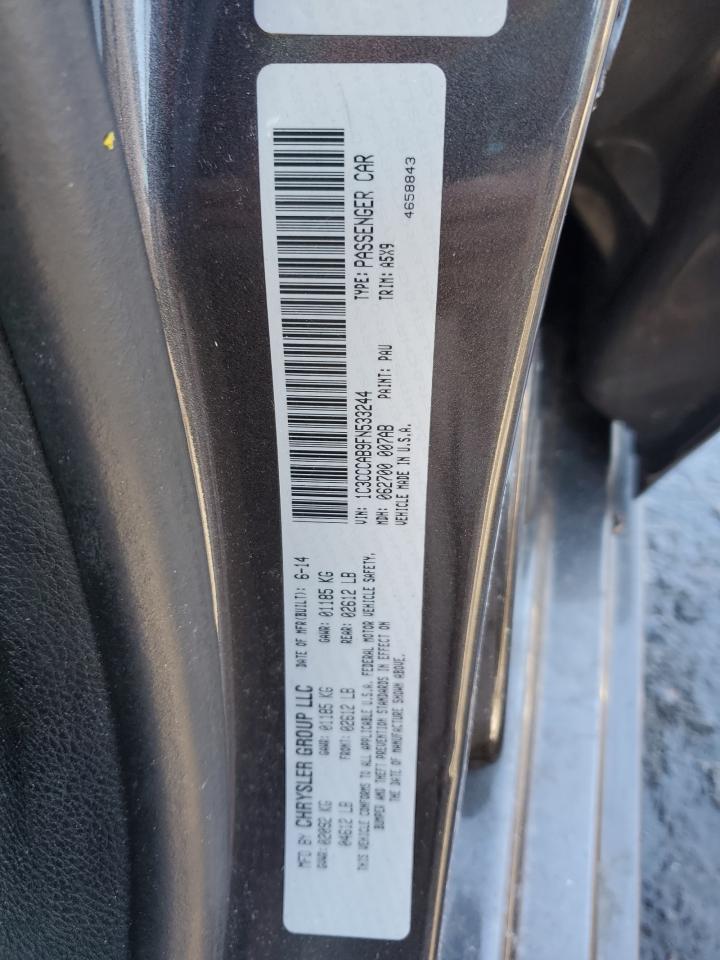 MFD BY CHRYSLER GROUP LLC DATE OF MFR(BUILT): 6-14
GVWR: 02092 KG GAWR: 01185 KG GAWR: 01185 KG
04612 LB FRONT: 02612 LB REAR: 02612 LB
THIS VEHICLE CONFORMS TO ALL APPLICABLE U.S.A. FEDERAL MOTOR VEHICLE SAFETY,
BUMPER AND THEFT PREVENTION STANDARDS IN EFFECT ON
THE DATE OF MANUFACTURE SHOWN ABOVE.
VIN: 1C3CCCAB9FN533244 TYPE: PASSENGER CAR
MDH: 062700 007AB PAINT: PAU TRIM: A5X9
VEHICLE MADE IN U.S.A.
4658843